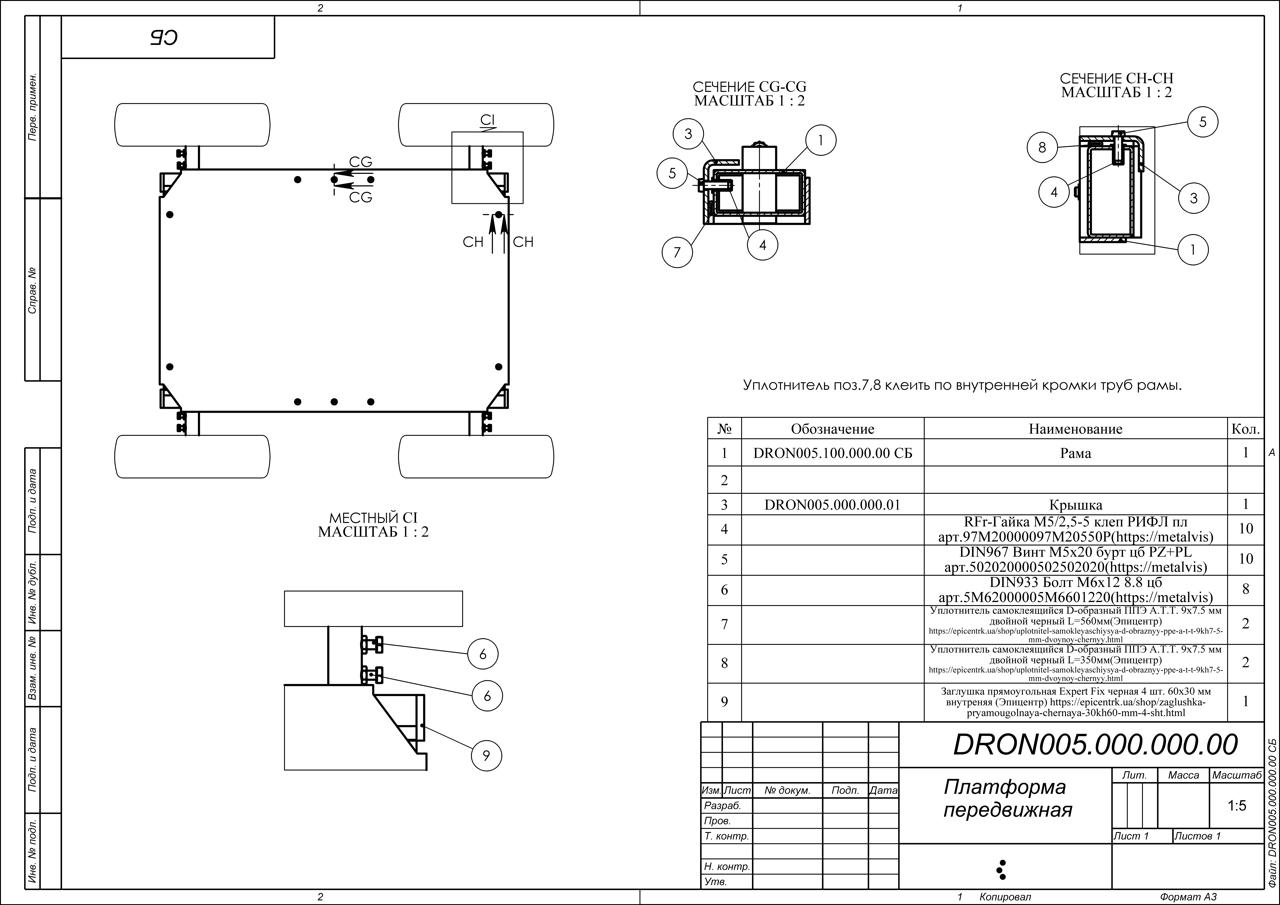 2
1
СБ
Перв. примен.
Справ. №
Подп. и дата
Инв. № дубл.
Взам. инв. №
Подп. и дата
Инв. № подл.
CI
CG
CG
CH
CH
СЕЧЕНИЕ CG-CG
МАСШТАБ 1 : 2
3
1
5
7
4
СЕЧЕНИЕ CH-CH
МАСШТАБ 1 : 2
5
8
4
3
1
МЕСТНЫЙ CI
МАСШТАБ 1 : 2
6
6
9
Уплотнитель поз.7,8 клеить по внутренней кромки труб рамы.
№ Обозначение Наименование Кол.
1 DRON005.100.000.00 СБ Рама 1
2
3 DRON005.000.000.01 Крышка 1
4 RFr-Гайка М5/2,5-5 клеп РИФЛ пл
арт.97М20000097М20550Р(https://metalvis) 10
5 DIN967 Винт М5х20 бурт цб PZ+PL
арт.502020000502502020(https://metalvis) 10
6 DIN933 Болт М6х12 8.8 цб
арт.5М62000005М6601220(https://metalvis) 8
7 Уплотнитель самоклеящийся D-образный ППЭ А.Т.Т. 9х7.5 мм
двойной черный L=560мм(Эпицентр) 2
https://epicentrk.ua/shop/uplotnitel-samokleyaschiysya-d-obraznyy-ppe-a-t-t-9kh7-5-
mm-dvoynoy-chernyy.html
8 Уплотнитель самоклеящийся D-образный ППЭ А.Т.Т. 9х7.5 мм
двойной черный L=350мм(Эпицентр) 2
https://epicentrk.ua/shop/uplotnitel-samokleyaschiysya-d-obraznyy-ppe-a-t-t-9kh7-5-
mm-dvoynoy-chernyy.html
9 Заглушка прямоугольная Expert Fix черная 4 шт. 60х30 мм
внутреняя (Эпицентр) https://epicentrk.ua/shop/zaglushka- 1
pryamougolnaya-chernaya-30kh60-mm-4-sht.html
DRON005.000.000.00
Платформа
передвижная
Лит. Масса Масштаб
1:5
Лист 1 Листов 1
Изм. Лист № докум. Подп. Дата
Разраб.
Пров.
Т. контр.
Н. контр.
Утв.
A
Файл: DRON005.000.000.00 СБ
2
1 Копировал Формат А3